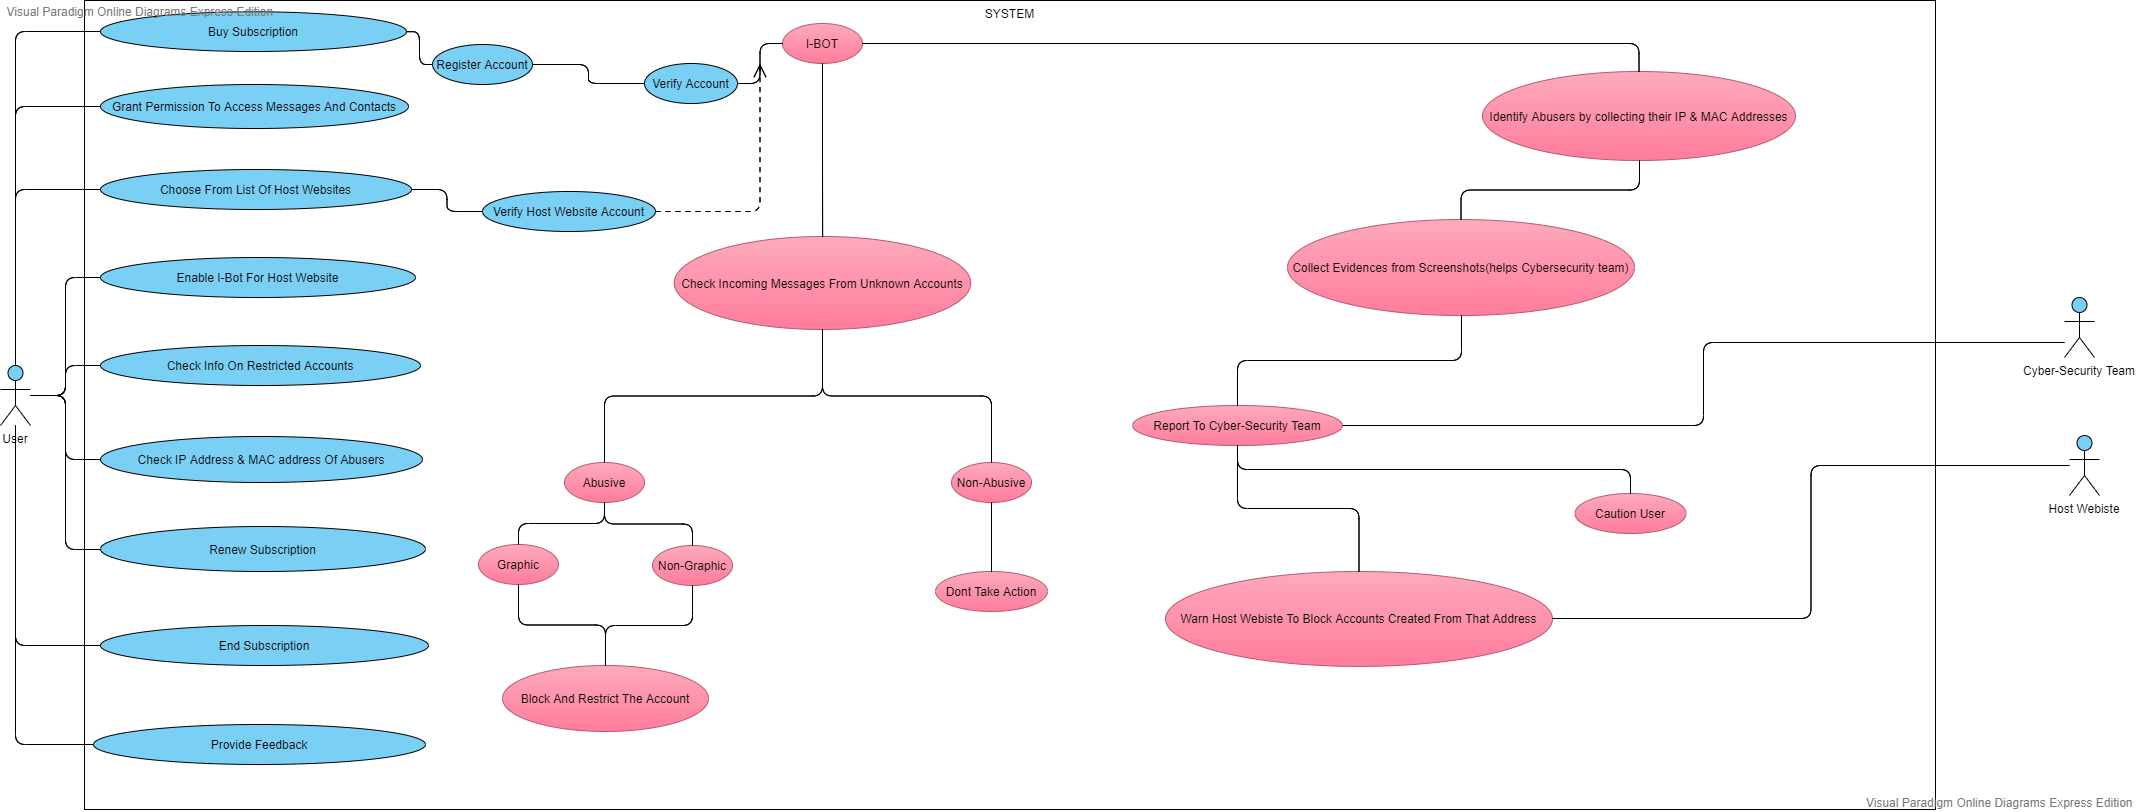 Visual Paradigm Online Diagrams Express Edition
SYSTEM
Buy Subscription
I-BOT
Register Account
Verify Account
Grant Permission To Access Messages And Contacts
Identify Abusers by collecting their IP & MAC Addresses
Choose From List Of Host Websites
Verify Host Website Account
Enable I-Bot For Host Website
Check Incoming Messages From Unknown Accounts
Collect Evidences from Screenshots(helps Cybersecurity team)
Check Info On Restricted Accounts
Cyber-Security Team
User
Report To Cyber-Security Team
Check IP Address & MAC address Of Abusers
Abusive
Non-Abusive
Host Webiste
Caution User
Renew Subscription
Graphic
Non-Graphic
Dont Take Action
Warn Host Webiste To Block Accounts Created From That Address
End Subscription
Block And Restrict The Account
Provide Feedback
Visual Paradigm Online Diagrams Express Edition